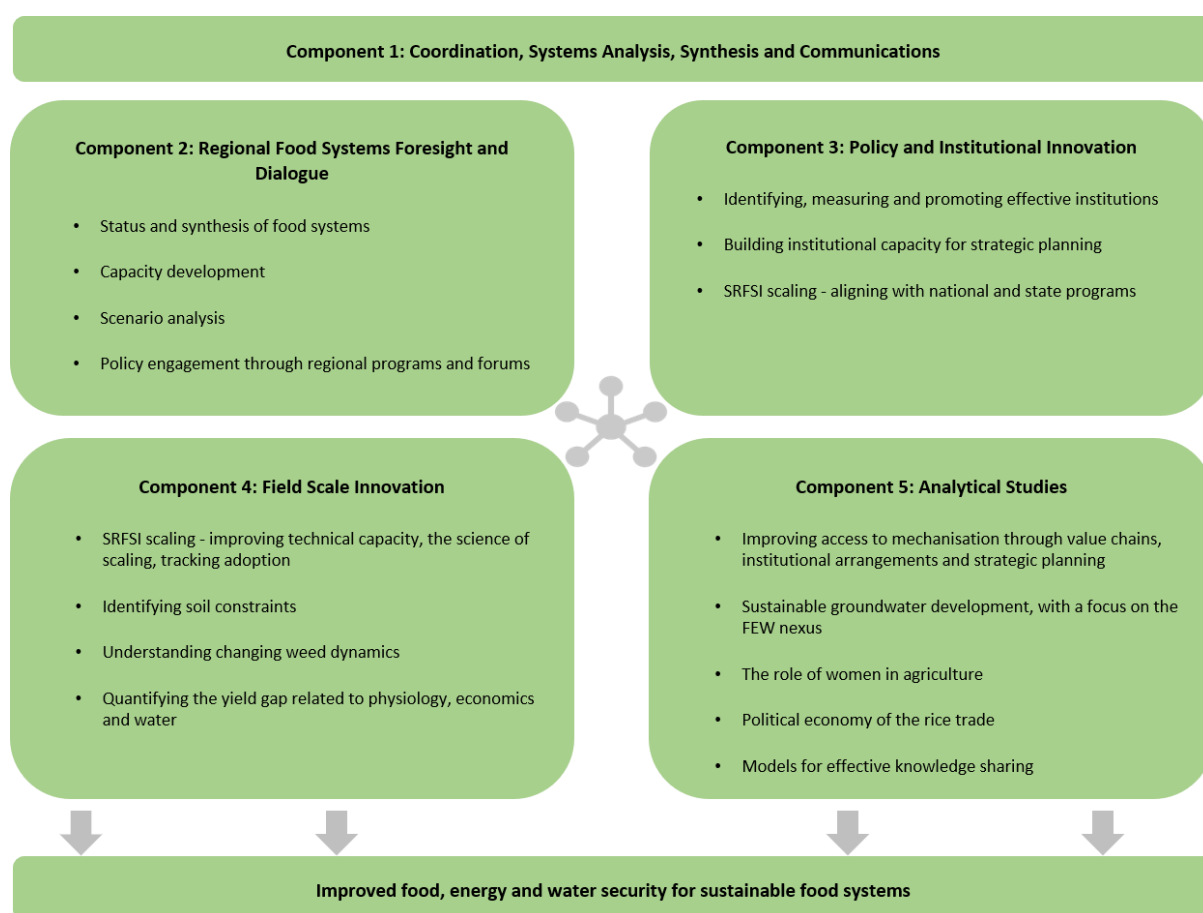 Component 1: Coordination, Systems Analysis, Synthesis and Communications
Component 2: Regional Food Systems Foresight and
Dialogue
• Status and synthesis of food systems
• Capacity development
• Scenario analysis
• Policy engagement through regional programs and forums
Component 3: Policy and Institutional Innovation
• Identifying, measuring and promoting effective institutions
• Building institutional capacity for strategic planning
• SRFSI scaling - aligning with national and state programs
Component 4: Field Scale Innovation
• SRFSI scaling - improving technical capacity, the science of
scaling, tracking adoption
• Identifying soil constraints
• Understanding changing weed dynamics
• Quantifying the yield gap related to physiology, economics
and water
Component 5: Analytical Studies
• Improving access to mechanisation through value chains,
institutional arrangements and strategic planning
• Sustainable groundwater development, with a focus on the
FEW nexus
• The role of women in agriculture
• Political economy of the rice trade
• Models for effective knowledge sharing
Improved food, energy and water security for sustainable food systems